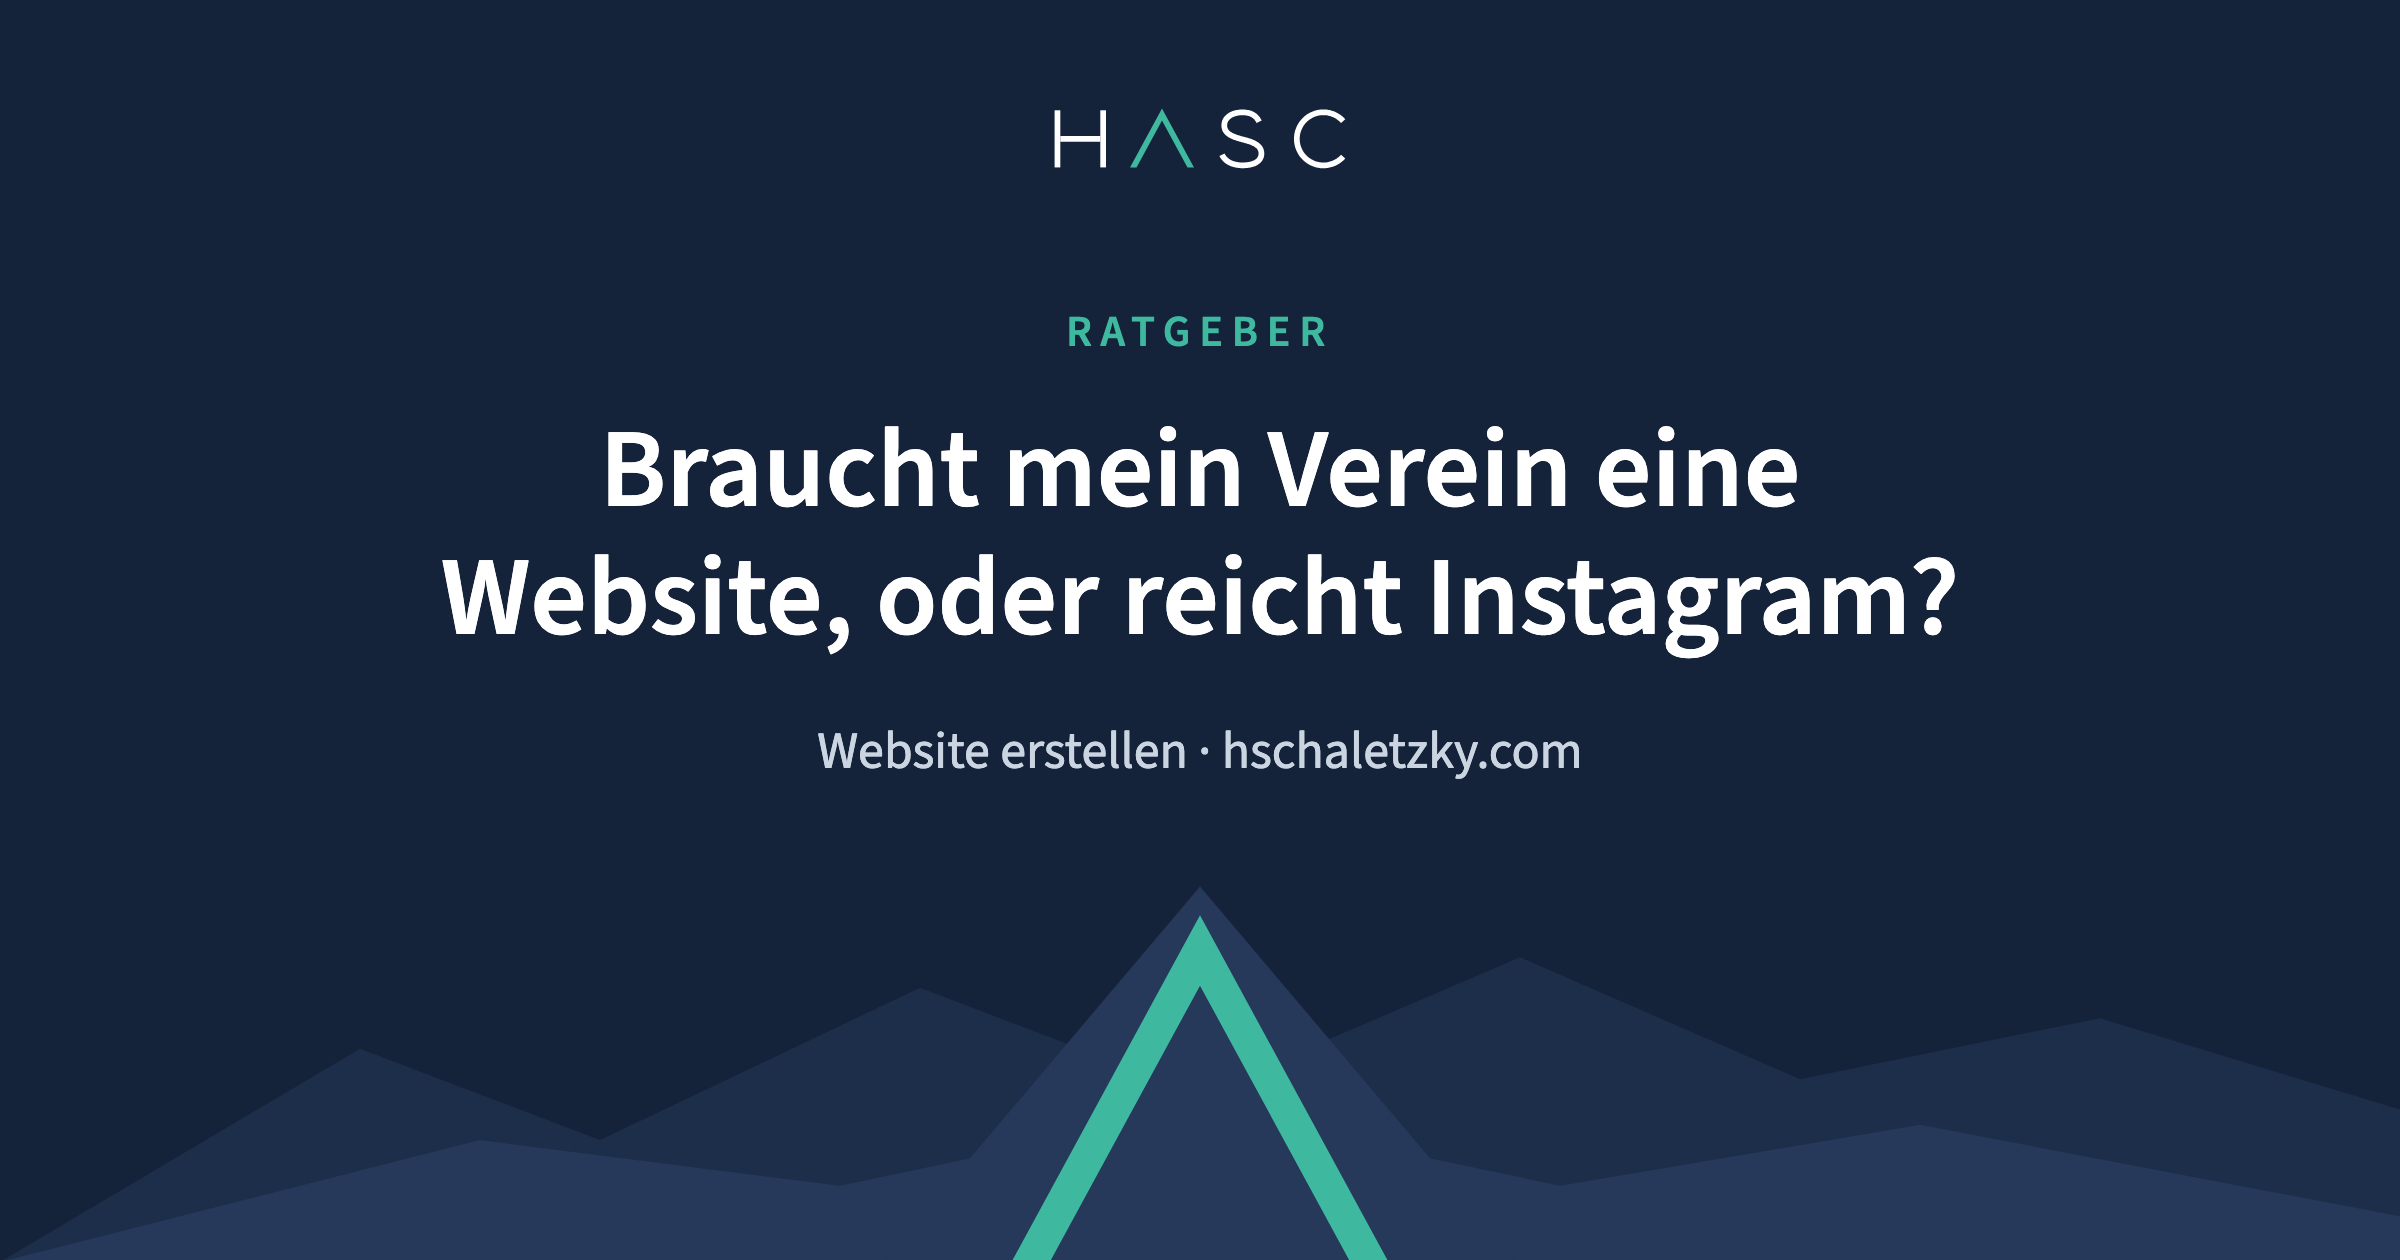 HASC
RATGEBER
Braucht mein Verein eine
Website, oder reicht Instagram?
Website erstellen · hschaletzky.com